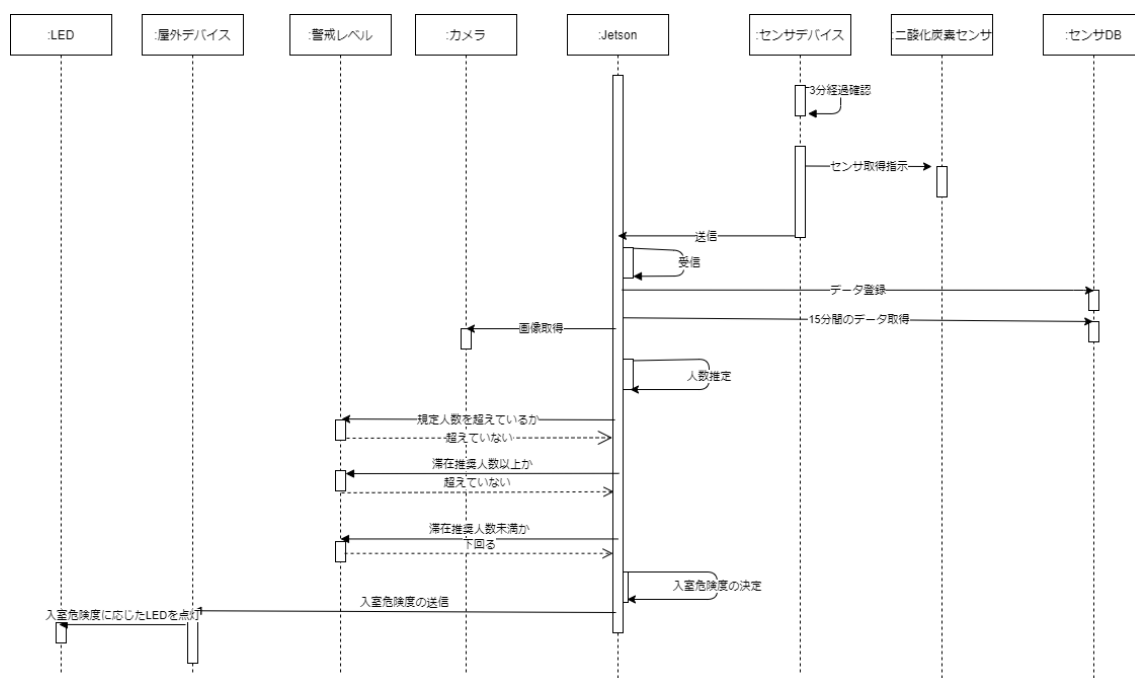 :LED
:屋外デバイス
:警戒レベル
:カメラ
:Jetson
:センサデバイス
:二酸化炭素センサ
:センサDB
3分経過確認
センサ取得指示
送信
受信
データ登録
15分間のデータ取得
画像取得
人数推定
規定人数を超えているか
超えていない
滞在推奨人数以上か
超えていない
滞在推奨人数未満か
下回る
入室危険度の決定
入室危険度の送信
入室危険度に応じたLEDを点灯